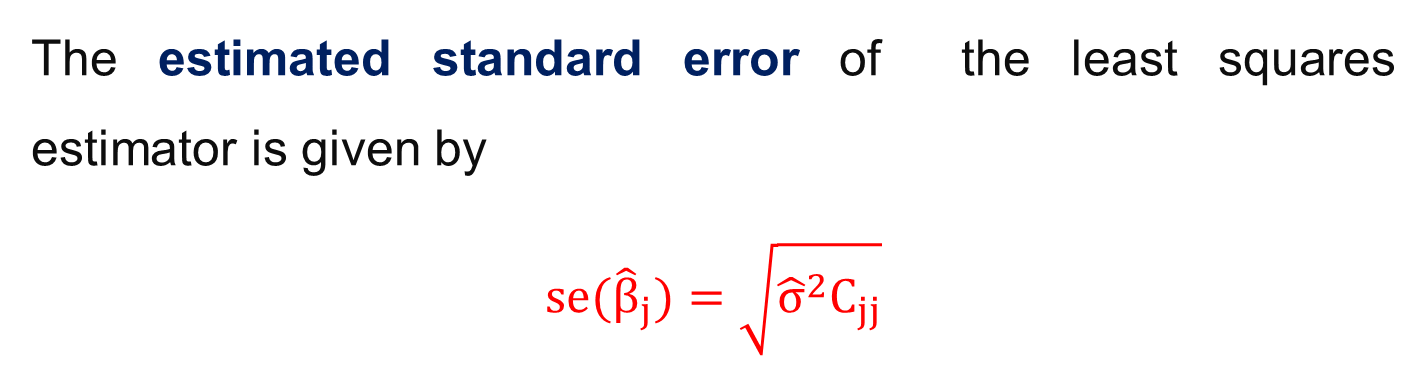 The estimated standard error of the least squares
estimator is given by
se(β̂ⱼ) = √σ̂²Cⱼⱼ